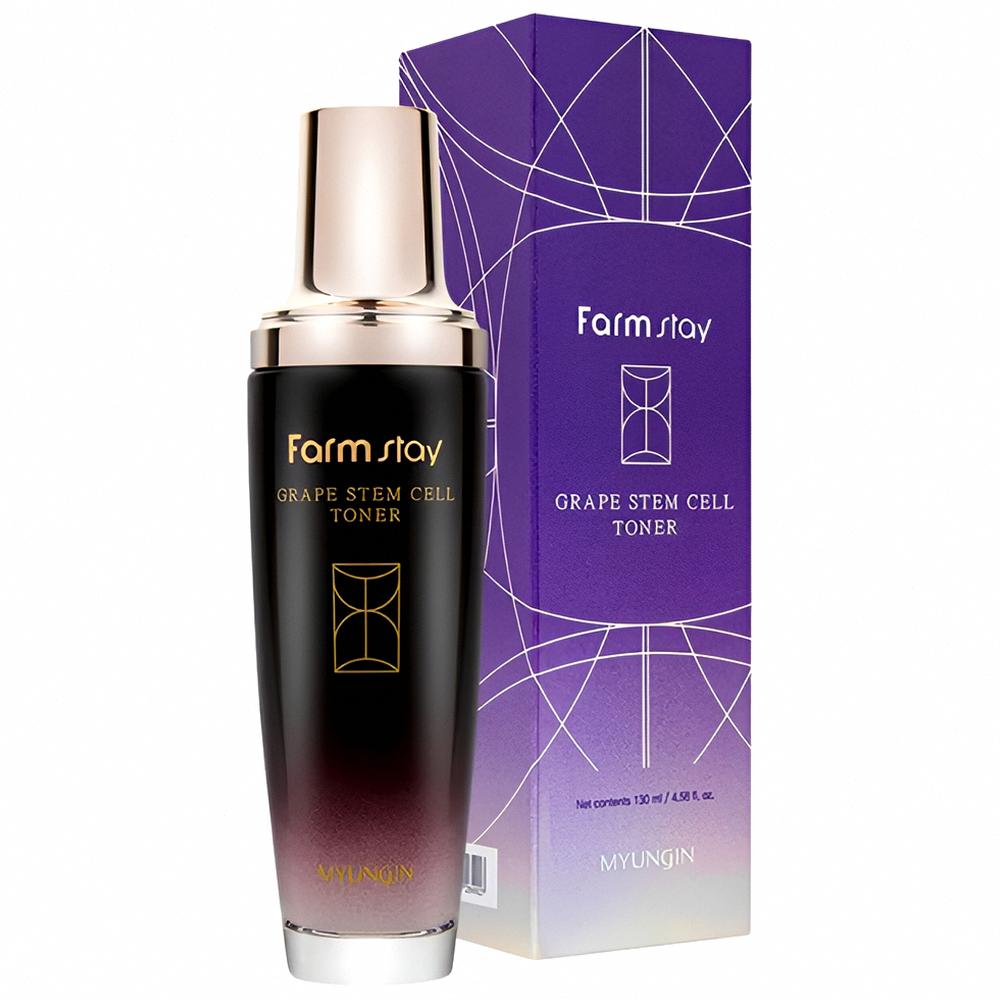 Farm stay
GRAPE STEM CELL
TONER
MYUNGIN
Farm stay
GRAPE STEM CELL
TONER
Net contents 130 ml / 4.58 fl. oz.
MYUNGIN